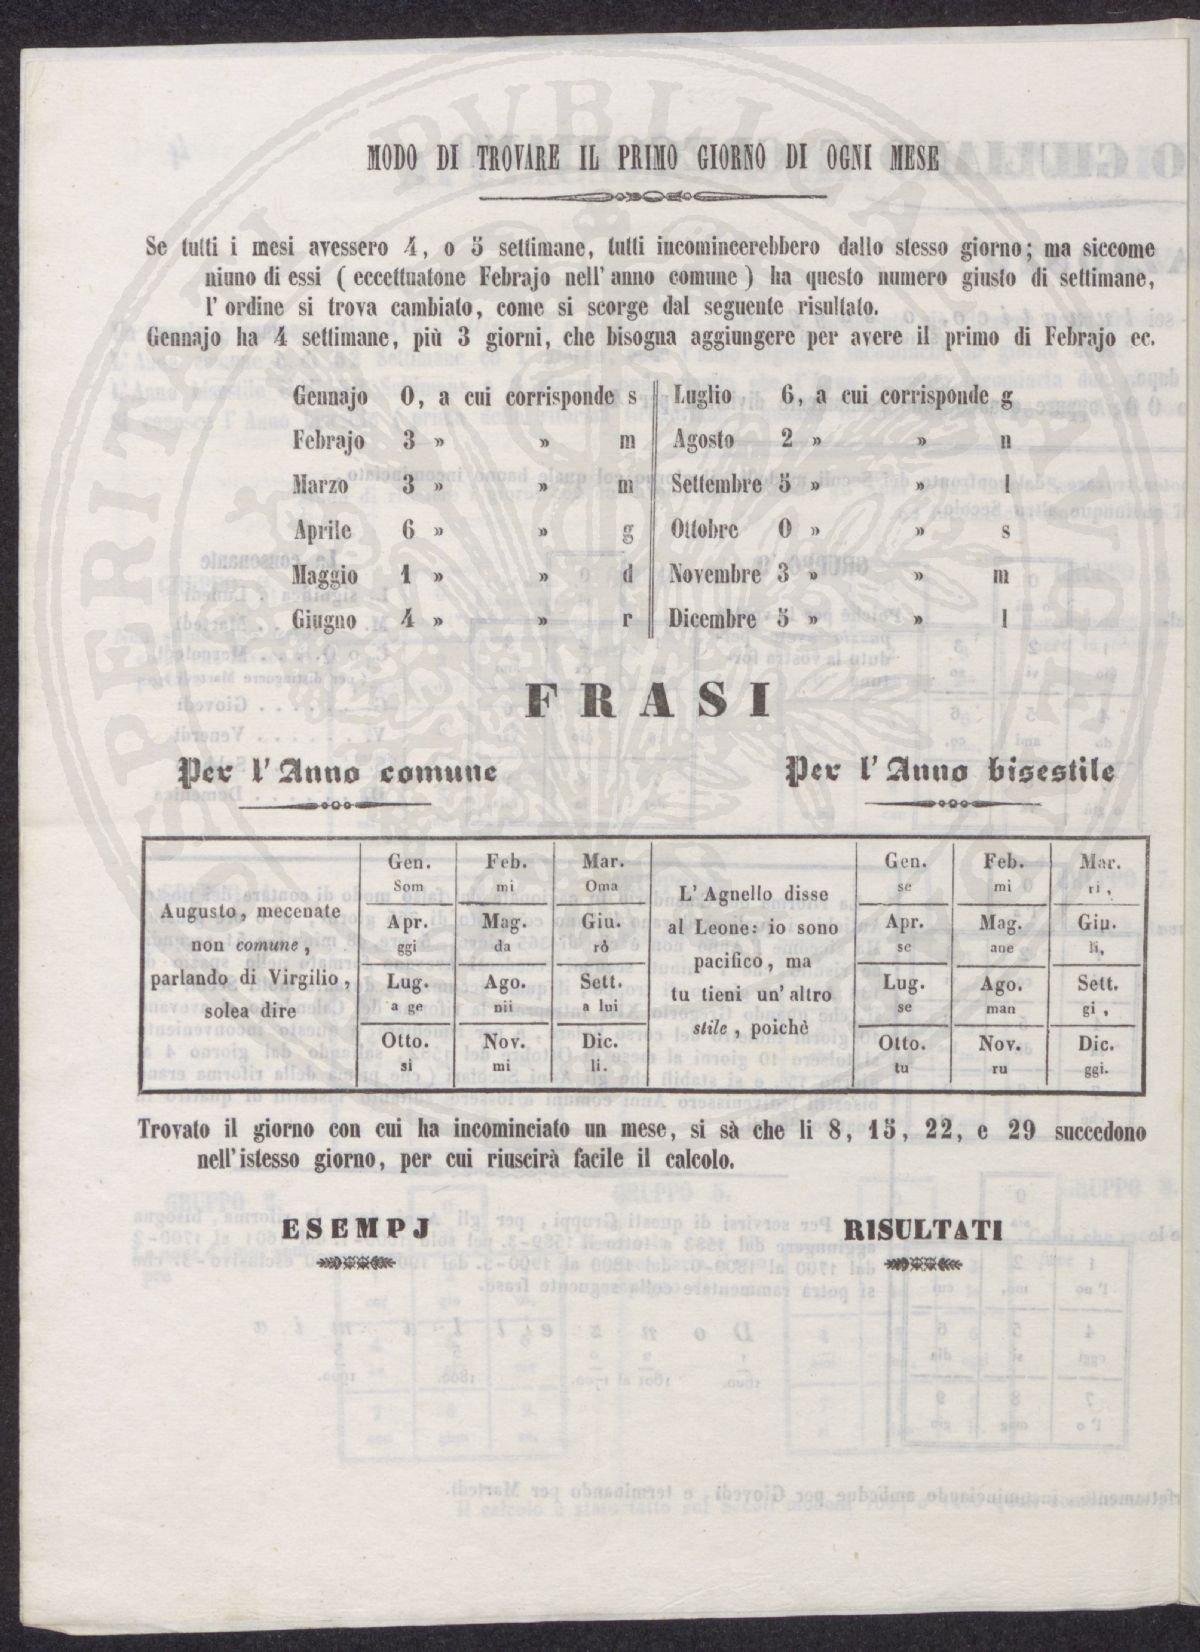 MODO DI TROVARE IL PRIMO GIORNO DI OGNI MESE
Se tutti i mesi avessero 4, o 5 settimane, tutti incomincerebbero dallo stesso giorno; ma siccome
niuno di essi ( eccettuatone Febrajo nell' anno comune ) ha questo numero giusto di settimane,
l' ordine si trova cambiato, come si scorge dal seguente risultato.
Gennajo ha 4 settimane, più 3 giorni, che bisogna aggiungere per avere il primo di Febrajo ec.
Gennajo 0, a cui corrisponde s
Febrajo 3 » » m
Marzo 3 » » m
Aprile 6 » » g
Maggio 1 » » d
Giugno 4 » » r
Luglio 6, a cui corrisponde g
Agosto 2 » » n
Settembre 5 » » l
Ottobre 0 » » s
Novembre 3 » » m
Dicembre 5 » » l
FRASI
Per l' Anno comune
Augusto, mecenate
non comune,
parlando di Virgilio,
solea dire
Gen. Feb. Mar.
Som mi Oma
Apr. Mag. Giu.
ggi da rò
Lug. Ago. Sett.
a ge nii a lui
Otto. Nov. Dic.
si mi li.
Per l' Anno bisestile
L' Agnello disse
al Leone: io sono
pacifico, ma
tu tieni un' altro
stile, poichè
Gen. Feb. Mar.
se mi ri,
Apr. Mag. Giu.
se ane li,
Lug. Ago. Sett.
se man gi,
Otto. Nov. Dic.
tu ru ggi.
Trovato il giorno con cui ha incominciato un mese, si sà che li 8, 15, 22, e 29 succedono
nell' istesso giorno, per cui riuscirà facile il calcolo.
ESEMPJ
RISULTATI